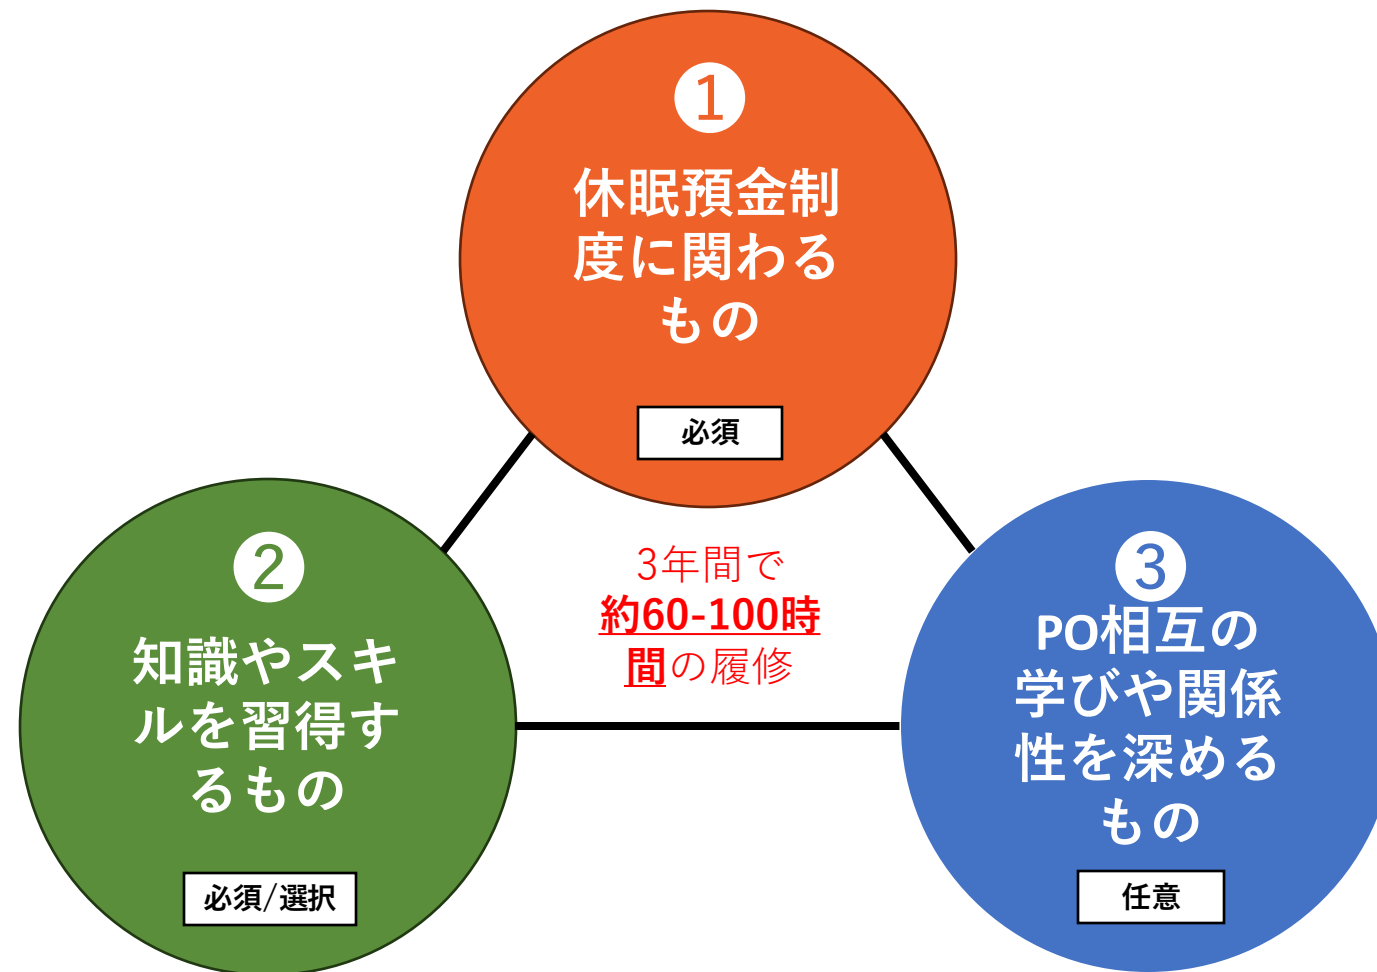 ❶
休眠預金制
度に関わる
もの
必須
3年間で
約60-100時
間の履修
❷
知識やスキ
ルを習得す
るもの
必須/選択
❸
PO相互の
学びや関係
性を深める
もの
任意